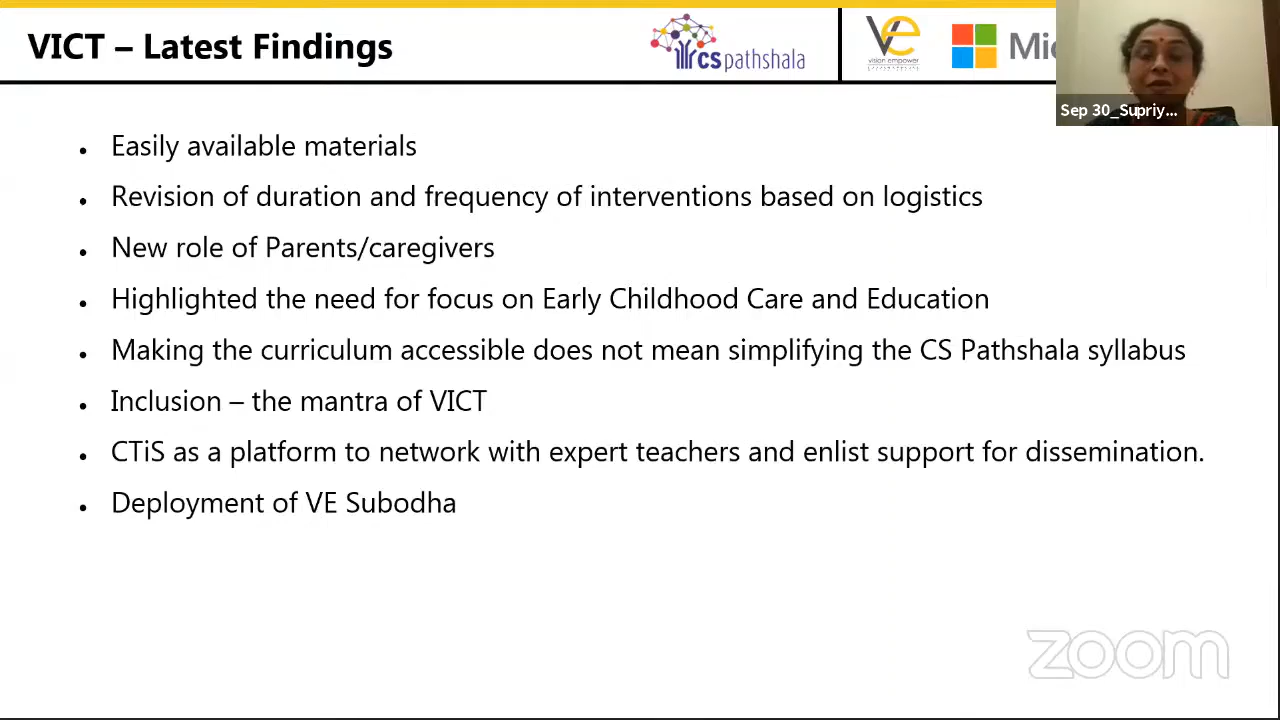 VICT – Latest Findings
CS pathshala
VE
vision empower
Sep 30_Supriy...
• Easily available materials
• Revision of duration and frequency of interventions based on logistics
• New role of Parents/caregivers
• Highlighted the need for focus on Early Childhood Care and Education
• Making the curriculum accessible does not mean simplifying the CS Pathshala syllabus
• Inclusion – the mantra of VICT
• CTiS as a platform to network with expert teachers and enlist support for dissemination.
• Deployment of VE Subodha
zoom